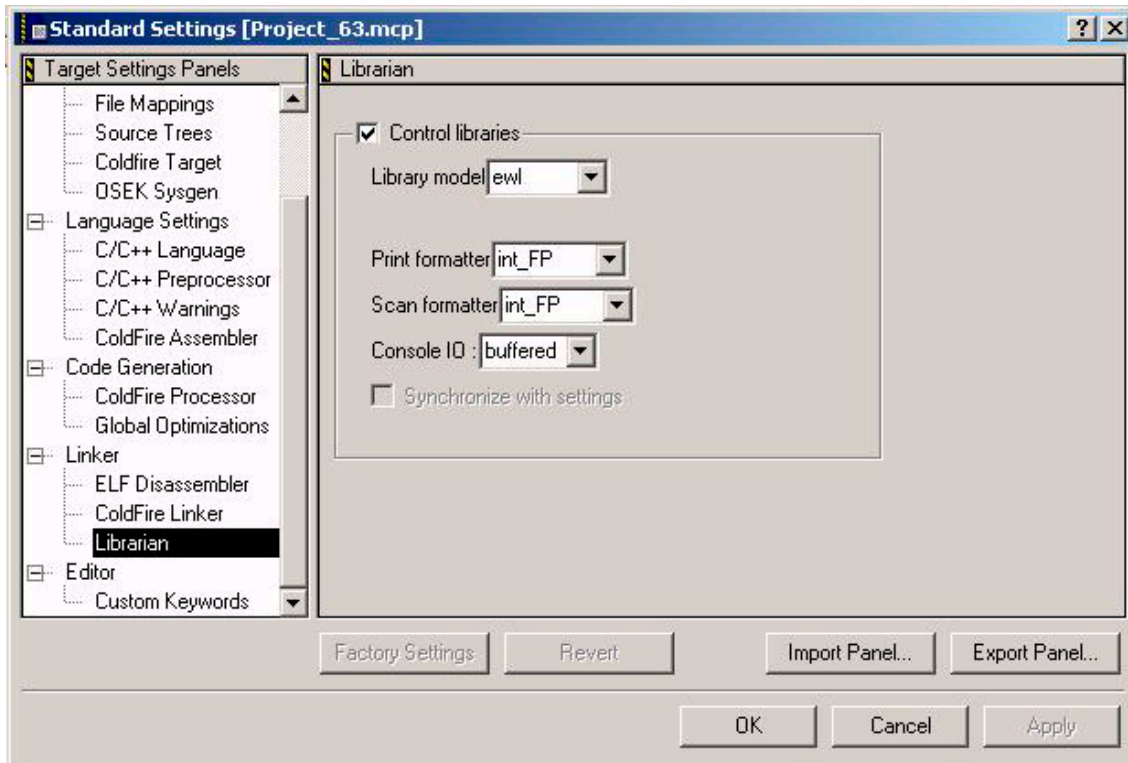 Standard Settings [Project_63.mcp]
Target Settings Panels
File Mappings
Source Trees
Coldfire Target
OSEK Sysgen
Language Settings
C/C++ Language
C/C++ Preprocessor
C/C++ Warnings
ColdFire Assembler
Code Generation
ColdFire Processor
Global Optimizations
Linker
ELF Disassembler
ColdFire Linker
Librarian
Editor
Custom Keywords
Librarian
Control libraries
Library model ewl
Print formatter int_FP
Scan formatter int_FP
Console IO : buffered
Synchronize with settings
Factory Settings Revert Import Panel... Export Panel...
OK Cancel Apply